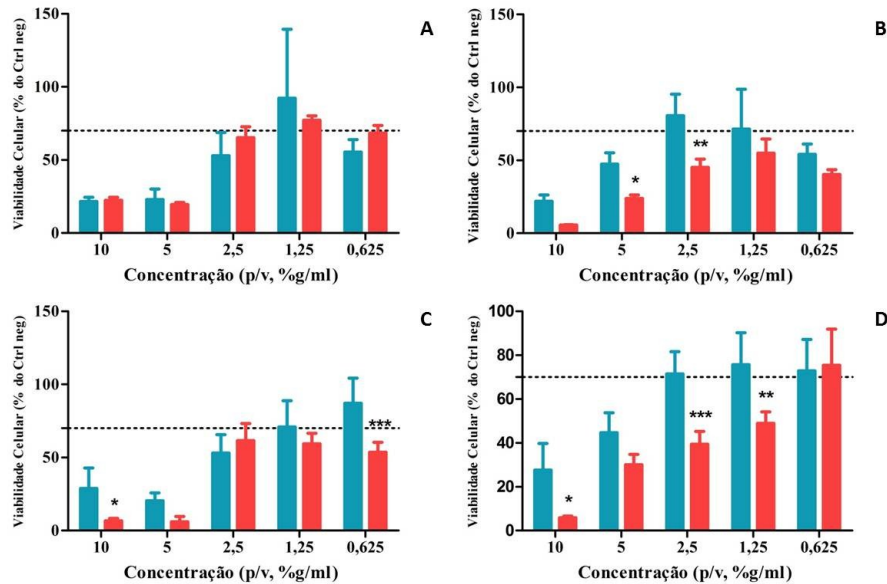 A
Viabilidade Celular (% do Ctrl neg)
150
100
50
0
10 5 2,5 1,25 0,625
Concentração (p/v, %g/ml)
B
Viabilidade Celular (% do Ctrl neg)
150
100
50
0
* **
10 5 2,5 1,25 0,625
Concentração (p/v, %g/ml)
C
Viabilidade Celular (% do Ctrl neg)
150
100
50
0
* ***
10 5 2,5 1,25 0,625
Concentração (p/v, %g/ml)
D
Viabilidade Celular (% do Ctrl neg)
100
80
60
40
20
0
* *** **
10 5 2,5 1,25 0,625
Concentração (p/v, %g/ml)